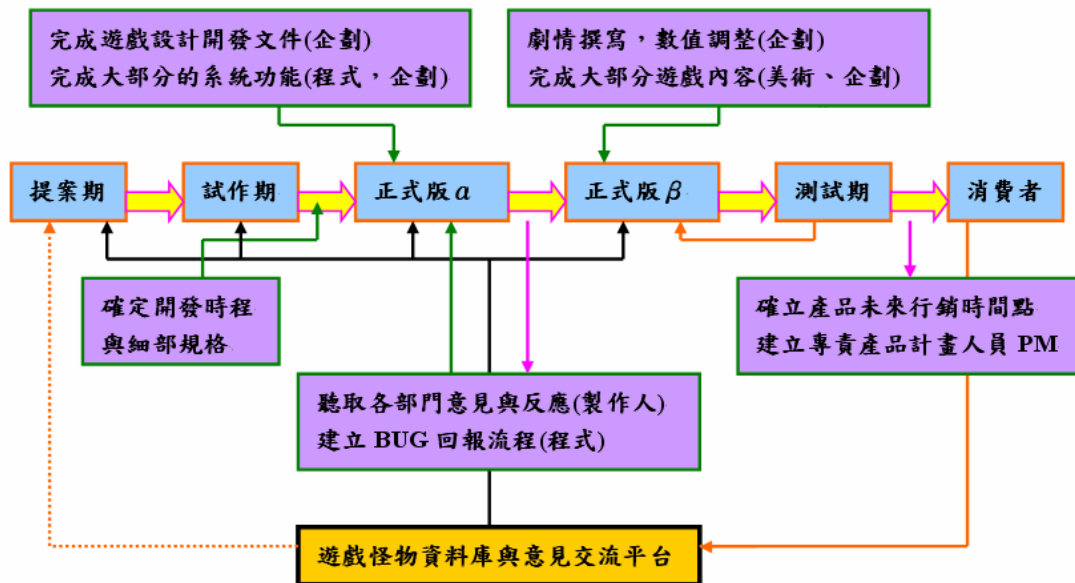 完成遊戲設計開發文件(企劃)
完成大部分的系統功能(程式，企劃)
劇情撰寫，數值調整(企劃)
完成大部分遊戲內容(美術、企劃)
提案期
試作期
正式版α
正式版β
測試期
消費者
確定開發時程
與細部規格
確立產品未來行銷時間點
建立專責產品計畫人員 PM
聽取各部門意見與反應(製作人)
建立 BUG 回報流程(程式)
遊戲怪物資料庫與意見交流平台